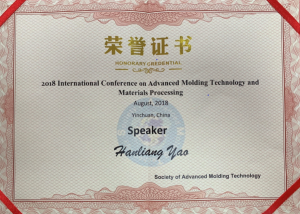 荣誉证书
HONORARY CREDENTIAL
2018 International Conference on Advanced Molding Technology and
Materials Processing
August, 2018
Yinchuan, China
Speaker
Hanliang Yao
Society of Advanced Molding Technology